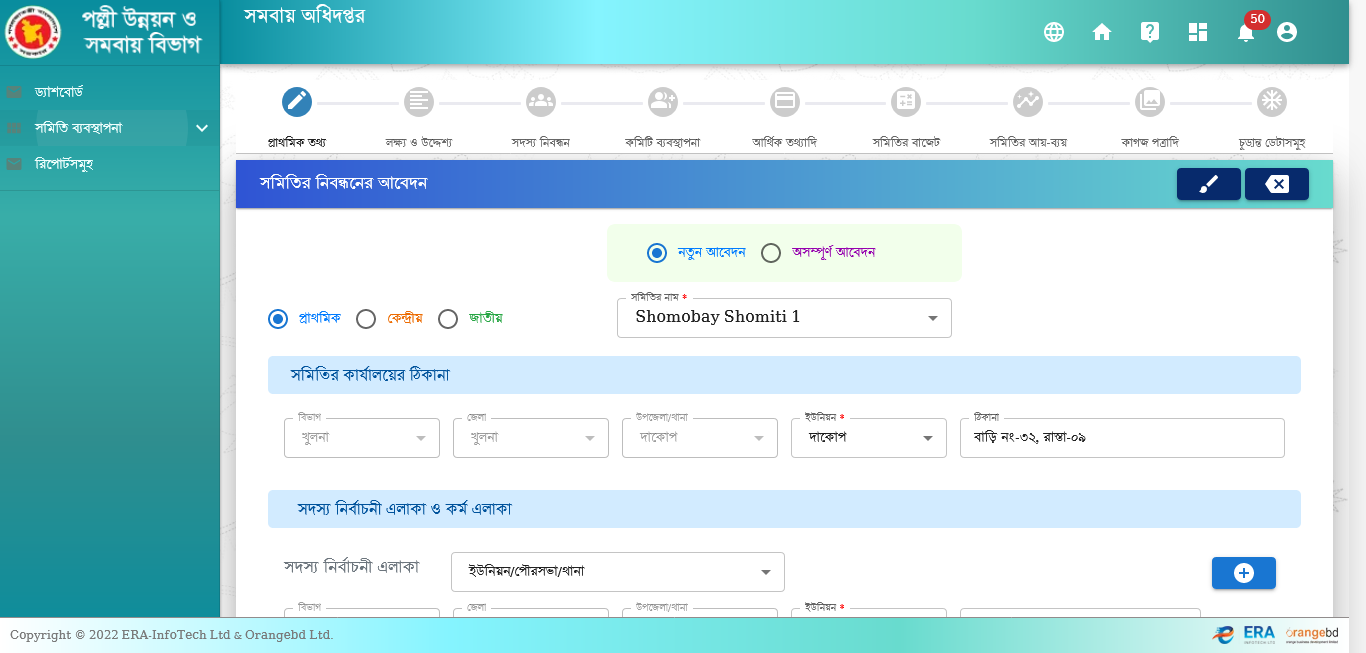 পল্লী উন্নয়ন ও
সমবায় বিভাগ
সমবায় অধিদপ্তর
50
ড্যাশবোর্ড
সমিতি ব্যবস্থাপনা
রিপোর্টসমুহ
প্রাথমিক তথ্য
লক্ষ্য ও উদ্দেশ্য
সদস্য নিবন্ধন
কমিটি ব্যবস্থাপনা
আর্থিক তথ্যাদি
সমিতির বাজেট
সমিতির আয়-ব্যয়
কাগজ পত্রাদি
চূড়ান্ত ডেটাসমূহ
সমিতির নিবন্ধনের আবেদন
নতুন আবেদন
অসম্পূর্ণ আবেদন
প্রাথমিক
কেন্দ্রীয়
জাতীয়
সমিতির নাম *
Shomobay Shomiti 1
সমিতির কার্যালয়ের ঠিকানা
বিভাগ
জেলা
উপজেলা/থানা
ইউনিয়ন *
ঠিকানা
খুলনা
খুলনা
দাকোপ
দাকোপ
বাড়ি নং-৩২, রাস্তা-০৯
সদস্য নির্বাচনী এলাকা ও কর্ম এলাকা
সদস্য নির্বাচনী এলাকা
ইউনিয়ন/পৌরসভা/থানা
বিভাগ
জেলা
উপজেলা/থানা
ইউনিয়ন *
Copyright © 2022 ERA-InfoTech Ltd & Orangebd Ltd.
ERA
orangebd